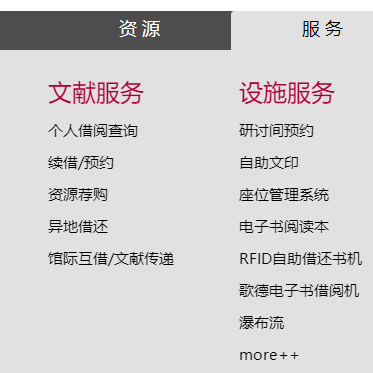 资源
服务
文献服务
个人借阅查询
续借/预约
资源荐购
异地借还
馆际互借/文献传递
设施服务
研讨间预约
自助文印
座位管理系统
电子书阅读本
RFID自助借还书机
歌德电子书借阅机
瀑布流
more++